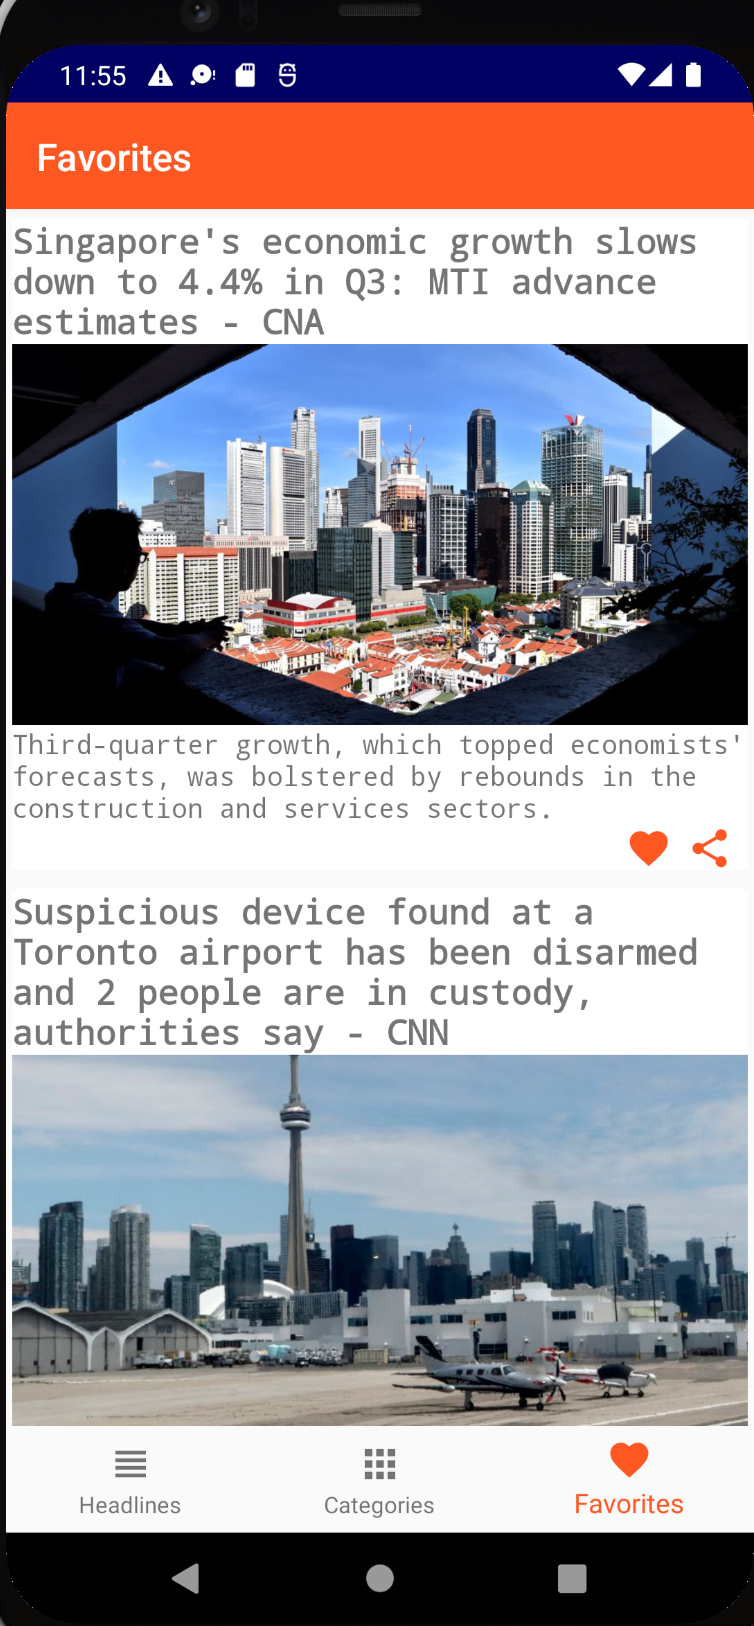 11:55
Favorites
Singapore's economic growth slows
down to 4.4% in Q3: MTI advance
estimates - CNA
Third-quarter growth, which topped economists'
forecasts, was bolstered by rebounds in the
construction and services sectors.
Suspicious device found at a
Toronto airport has been disarmed
and 2 people are in custody,
authorities say - CNN
Headlines
Categories
Favorites